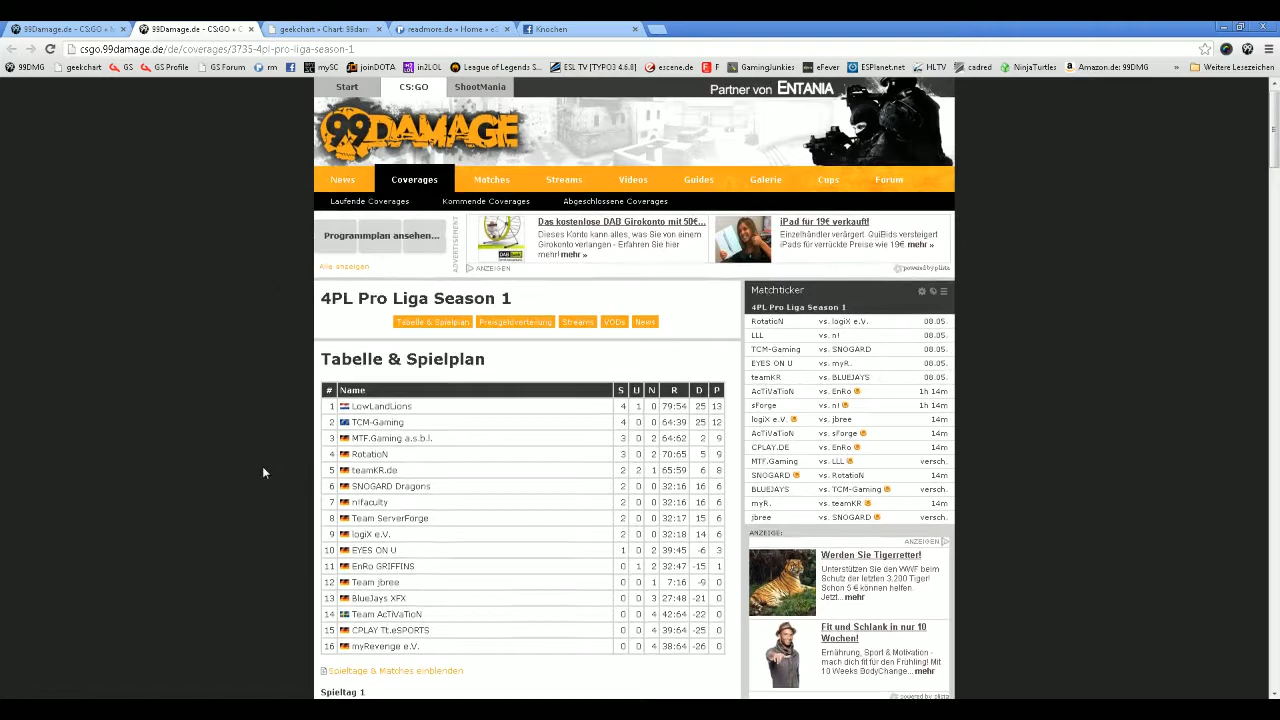 99Damage.de - CS:GO » N
99Damage.de - CS:GO » C
geekchart » Chart: 99dam
readmore.de » Home » eS
Knochen
csgo.99damage.de/de/coverages/3735-4pl-pro-liga-season-1
99DMG geekchart GS GS Profile GS Forum rm mySC joinDOTA in2LOL League of Legends S... ESL TV [TYPO3 4.6.8] escene.de F GamingJunkies eFever ESPlanet.net HLTV cadred NinjaTurtles Amazon.de: 99DMG » Weitere Lesezeichen
Start CS:GO ShootMania
Partner von ENTANIA
99DAMAGE
News Coverages Matches Streams Videos Guides Galerie Cups Forum
Laufende Coverages Kommende Coverages Abgeschlossene Coverages
Programmplan ansehen...
Alle anzeigen
ADVERTISEMENT
Das kostenlose DAB Girokonto mit 50€...
Dieses Konto kann alles, was Sie von einem
Girokonto verlangen - Erfahren Sie hier
mehr! mehr »
iPad für 19€ verkauft!
Einzelhändler verärgert. QuiBids versteigert
iPads für verrückte Preise wie 19€ mehr »
ANZEIGEN
powered by plista
4PL Pro Liga Season 1
Tabelle & Spielplan Preisgeldverteilung Streams VODs News
Tabelle & Spielplan
# Name S U N R D P
1 LowLandLions 4 1 0 79:54 25 13
2 TCM-Gaming 4 0 0 64:39 25 12
3 MTF.Gaming a.s.b.l. 3 0 2 64:62 2 9
4 RotatioN 3 0 2 70:65 5 9
5 teamKR.de 2 2 1 65:59 6 8
6 SNOGARD Dragons 2 0 0 32:16 16 6
7 n!faculty 2 0 0 32:16 16 6
8 Team ServerForge 2 0 0 32:17 15 6
9 logiX e.V. 2 0 0 32:18 14 6
10 EYES ON U 1 0 2 39:45 -6 3
11 EnRo GRIFFINS 0 1 2 32:47 -15 1
12 Team jbree 0 0 1 7:16 -9 0
13 BlueJays XFX 0 0 3 27:48 -21 0
14 Team AcTiVaTioN 0 0 4 42:64 -22 0
15 CPLAY Tt.eSPORTS 0 0 4 39:64 -25 0
16 myRevenge e.V. 0 0 4 38:64 -26 0
Spieltage & Matches einblenden
Spieltag 1
Matchticker
4PL Pro Liga Season 1
RotatioN vs. logiX e.V. 08.05.
LLL vs. n! 08.05.
TCM-Gaming vs. SNOGARD 08.05.
EYES ON U vs. myR. 08.05.
teamKR vs. BLUEJAYS 08.05.
AcTiVaTioN vs. EnRo 1h 14m
sForge vs. n! 1h 14m
logiX e.V. vs. jbree 14m
AcTiVaTioN vs. sForge 14m
CPLAY.DE vs. EnRo 14m
MTF.Gaming vs. LLL versch.
SNOGARD vs. RotatioN 14m
BLUEJAYS vs. TCM-Gaming versch.
myR. vs. teamKR 14m
jbree vs. SNOGARD versch.
ANZEIGE:
ANZEIGEN
Werden Sie Tigerretter!
Unterstützen Sie den WWF beim
Schutz der letzten 3.200 Tiger!
Schon 5 € können helfen.
Jetzt... mehr
Fit und Schlank in nur 10
Wochen!
Ernährung, Sport & Motivation -
mach dich fit für den Frühling! Mit
10 Weeks BodyChange... mehr
powered by plista